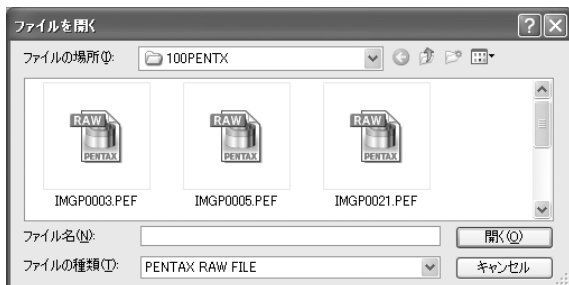 ファイルを開く
ファイルの場所(I): 100PENTX
RAW PENTAX RAW PENTAX RAW PENTAX
IMGP0003.PEF IMGP0005.PEF IMGP0021.PEF
ファイル名(N): 開く(O)
ファイルの種類(T): PENTAX RAW FILE キャンセル